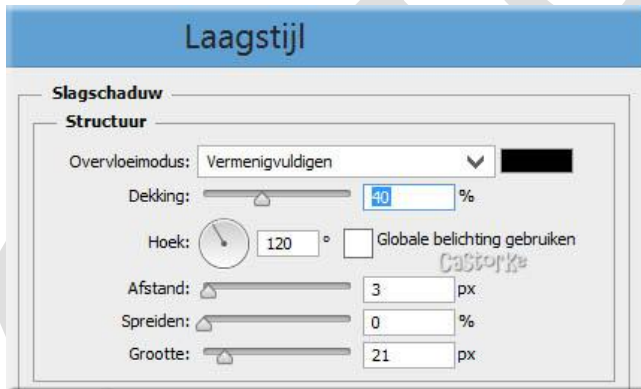 Laagstijl
Slagschaduw
Structuur
Overvloeimodus: Vermenigvuldigen
Dekking: 40 %
Hoek: 120 ° Globale belichting gebruiken
CaStorKe
Afstand: 3 px
Spreiden: 0 %
Grootte: 21 px